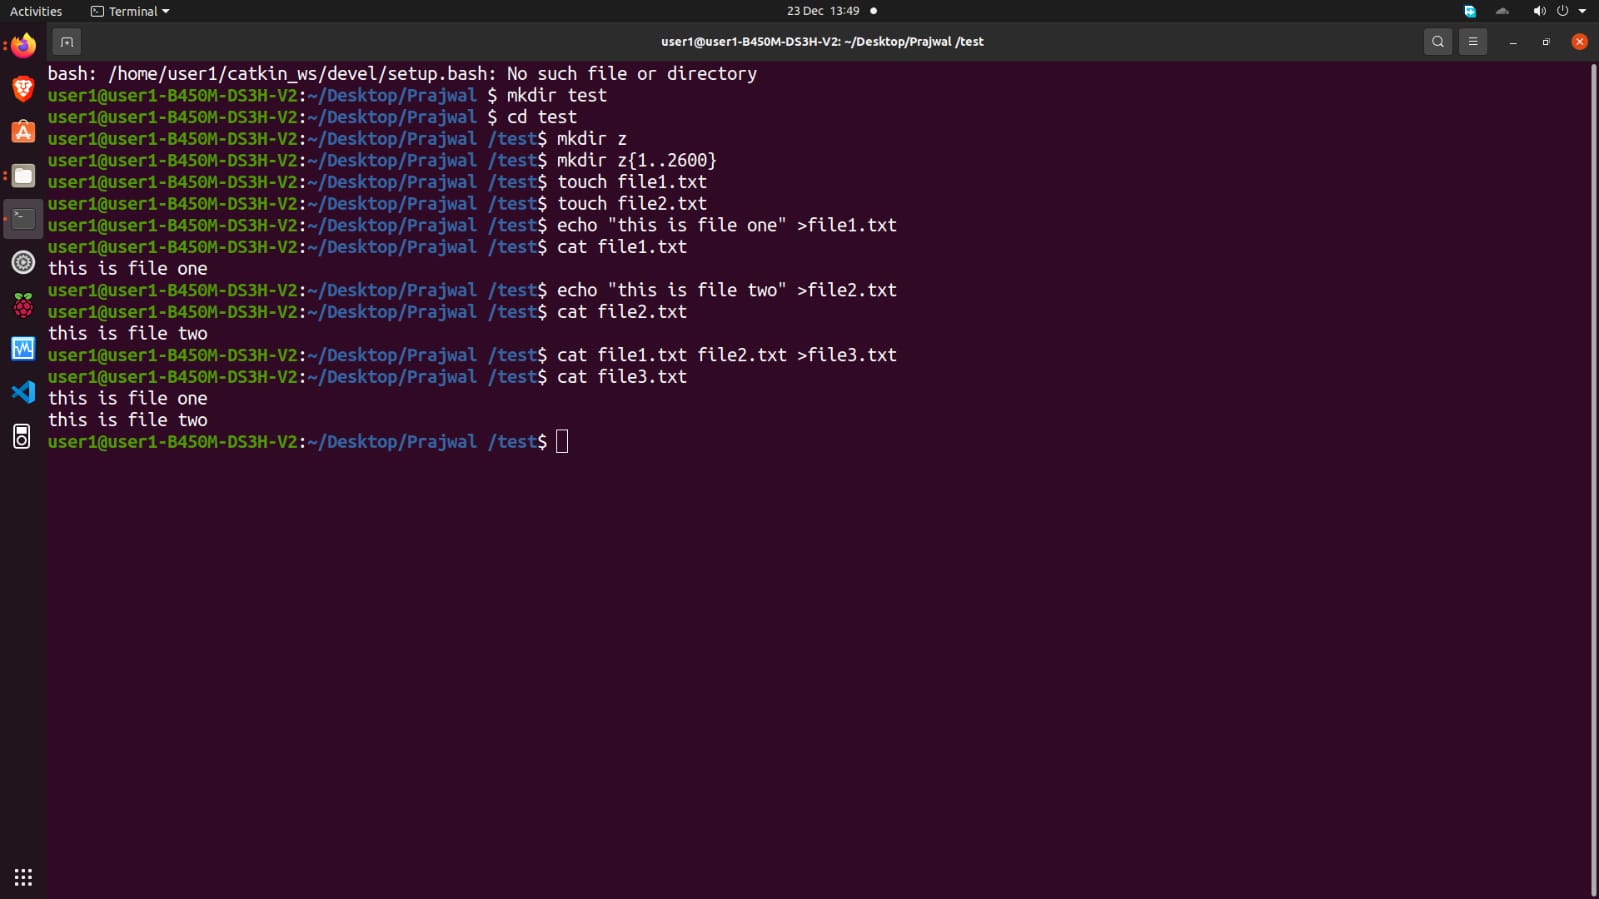 Activities Terminal 23 Dec 13:49
user1@user1-B450M-DS3H-V2: ~/Desktop/Prajwal /test
bash: /home/user1/catkin_ws/devel/setup.bash: No such file or directory
user1@user1-B450M-DS3H-V2:~/Desktop/Prajwal $ mkdir test
user1@user1-B450M-DS3H-V2:~/Desktop/Prajwal $ cd test
user1@user1-B450M-DS3H-V2:~/Desktop/Prajwal /test$ mkdir z
user1@user1-B450M-DS3H-V2:~/Desktop/Prajwal /test$ mkdir z{1..2600}
user1@user1-B450M-DS3H-V2:~/Desktop/Prajwal /test$ touch file1.txt
user1@user1-B450M-DS3H-V2:~/Desktop/Prajwal /test$ touch file2.txt
user1@user1-B450M-DS3H-V2:~/Desktop/Prajwal /test$ echo "this is file one" >file1.txt
user1@user1-B450M-DS3H-V2:~/Desktop/Prajwal /test$ cat file1.txt
this is file one
user1@user1-B450M-DS3H-V2:~/Desktop/Prajwal /test$ echo "this is file two" >file2.txt
user1@user1-B450M-DS3H-V2:~/Desktop/Prajwal /test$ cat file2.txt
this is file two
user1@user1-B450M-DS3H-V2:~/Desktop/Prajwal /test$ cat file1.txt file2.txt >file3.txt
user1@user1-B450M-DS3H-V2:~/Desktop/Prajwal /test$ cat file3.txt
this is file one
this is file two
user1@user1-B450M-DS3H-V2:~/Desktop/Prajwal /test$